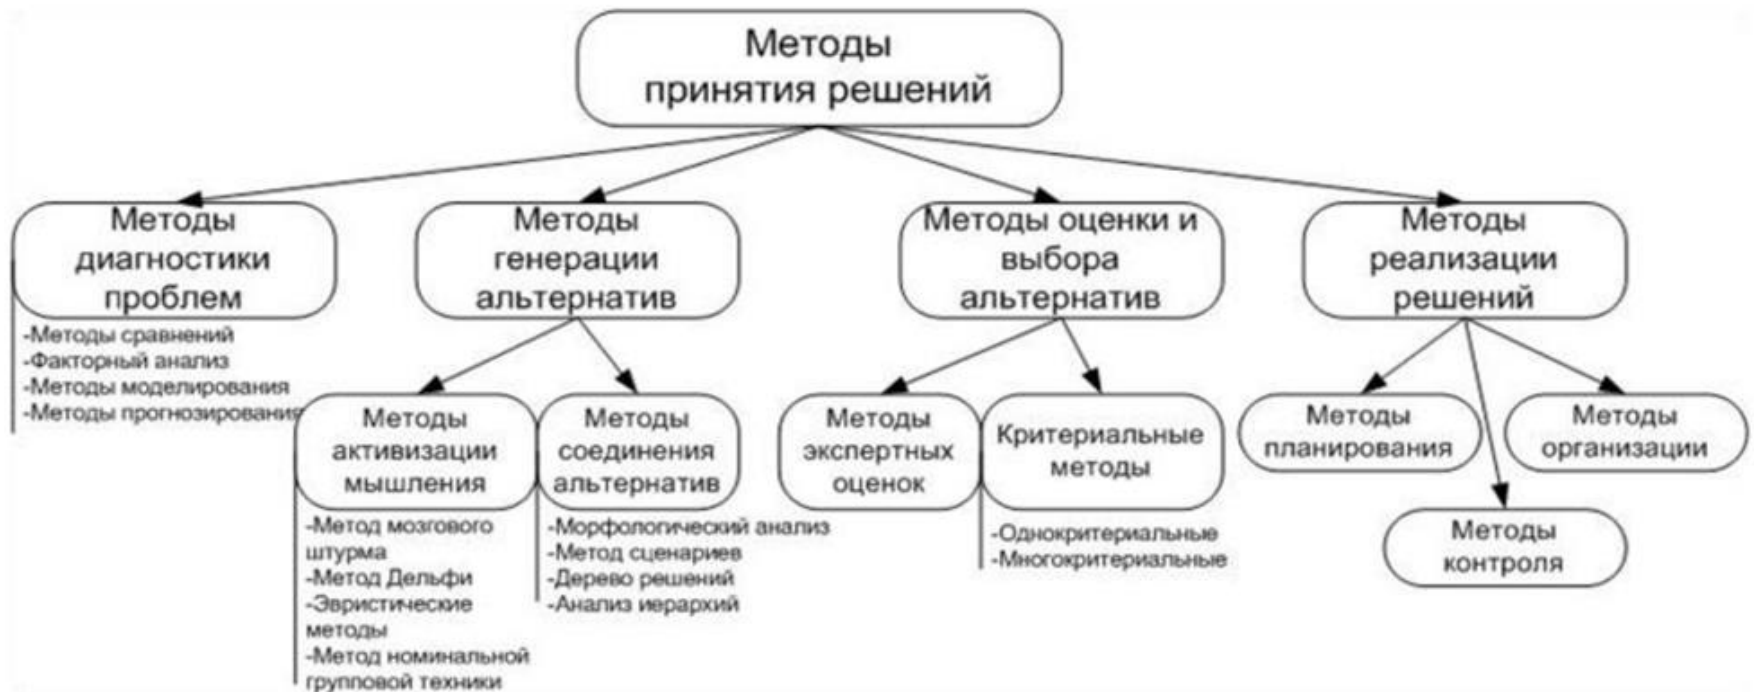 Методы
принятия решений
Методы
диагностики
проблем
-Методы сравнений
-Факторный анализ
-Методы моделирования
-Методы прогнозирования
Методы
генерации
альтернатив
Методы
активизации
мышления
-Метод мозгового
штурма
-Метод Дельфи
-Эвристические
методы
-Метод номинальной
групповой техники
Методы
соединения
альтернатив
-Морфологический анализ
-Метод сценариев
-Дерево решений
-Анализ иерархий
Методы оценки и
выбора
альтернатив
Методы
экспертных
оценок
Критериальные
методы
-Однокритериальные
-Многокритериальные
Методы
реализации
решений
Методы
планирования
Методы
контроля
Методы
организации